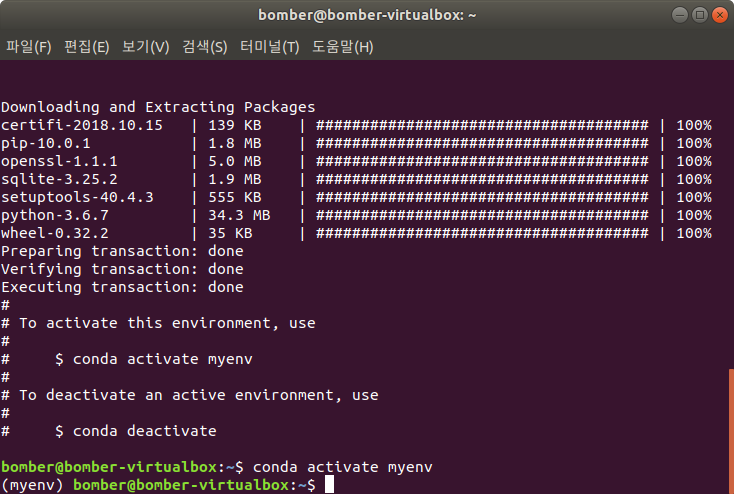 bomber@bomber-virtualbox: ~
파일(F) 편집(E) 보기(V) 검색(S) 터미널(T) 도움말(H)
Downloading and Extracting Packages
certifi-2018.10.15   | 139 KB    | ##################################### | 100%
pip-10.0.1           | 1.8 MB    | ##################################### | 100%
openssl-1.1.1        | 5.0 MB    | ##################################### | 100%
sqlite-3.25.2        | 1.9 MB    | ##################################### | 100%
setuptools-40.4.3    | 555 KB    | ##################################### | 100%
python-3.6.7         | 34.3 MB   | ##################################### | 100%
wheel-0.32.2         | 35 KB     | ##################################### | 100%
Preparing transaction: done
Verifying transaction: done
Executing transaction: done
#
# To activate this environment, use
#
#     $ conda activate myenv
#
# To deactivate an active environment, use
#
#     $ conda deactivate
bomber@bomber-virtualbox:~$ conda activate myenv
(myenv) bomber@bomber-virtualbox:~$